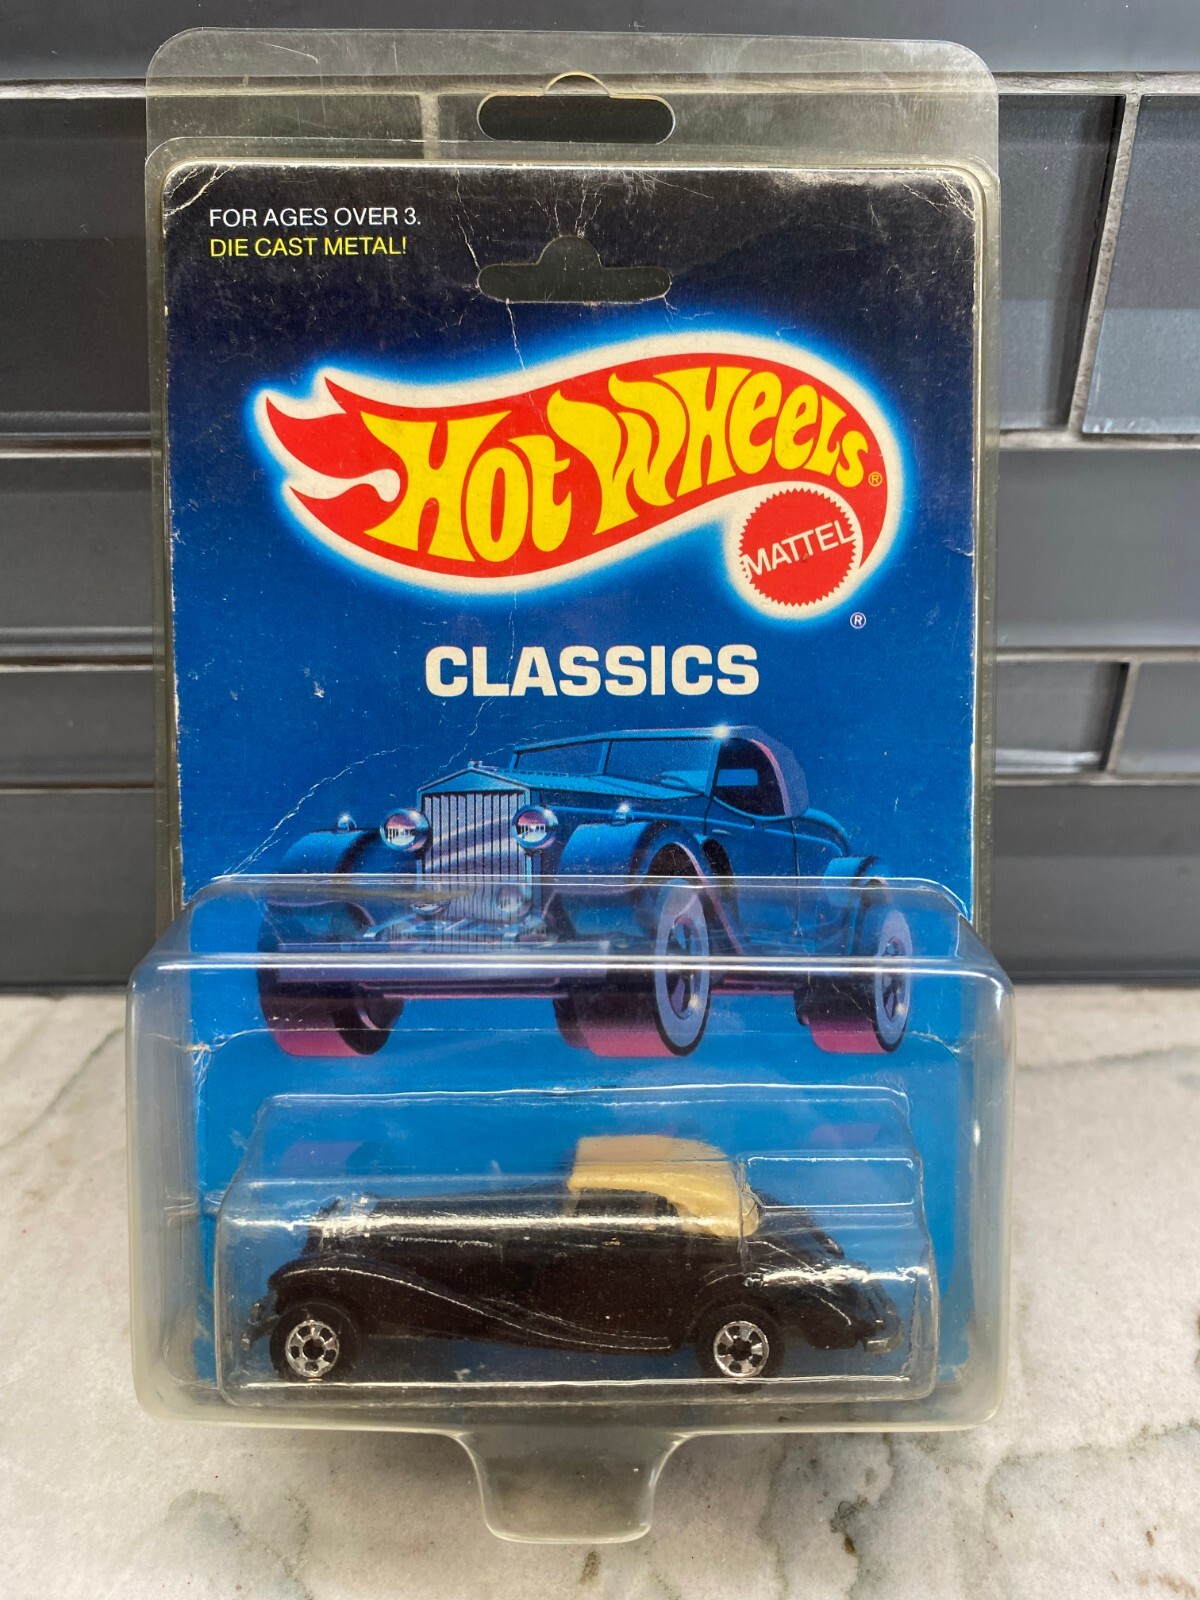 FOR AGES OVER 3.
DIE CAST METAL!
HOT WHEELS®
MATTEL
®
CLASSICS